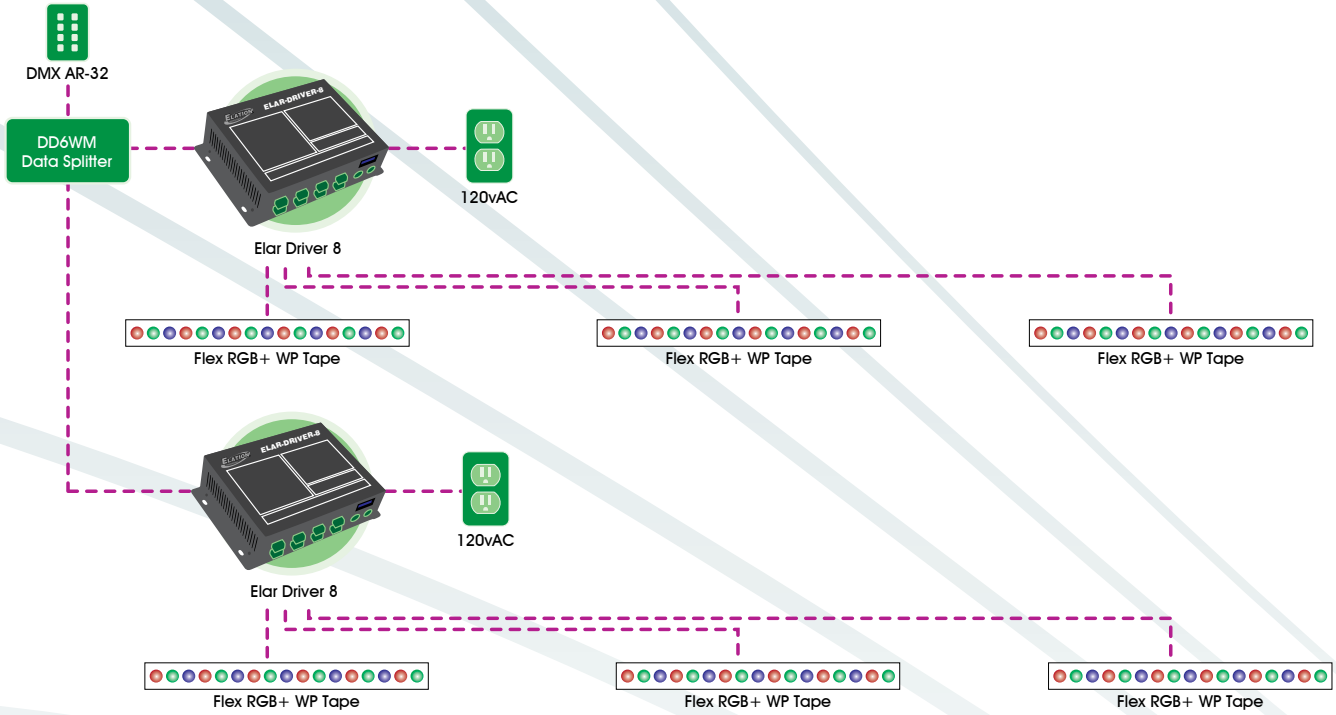 DMX AR-32
DD6WM
Data Splitter
ELATION
ELAR-DRIVER-8
120vAC
Elar Driver 8
Flex RGB+ WP Tape
Flex RGB+ WP Tape
Flex RGB+ WP Tape
ELATION
ELAR-DRIVER-8
120vAC
Elar Driver 8
Flex RGB+ WP Tape
Flex RGB+ WP Tape
Flex RGB+ WP Tape